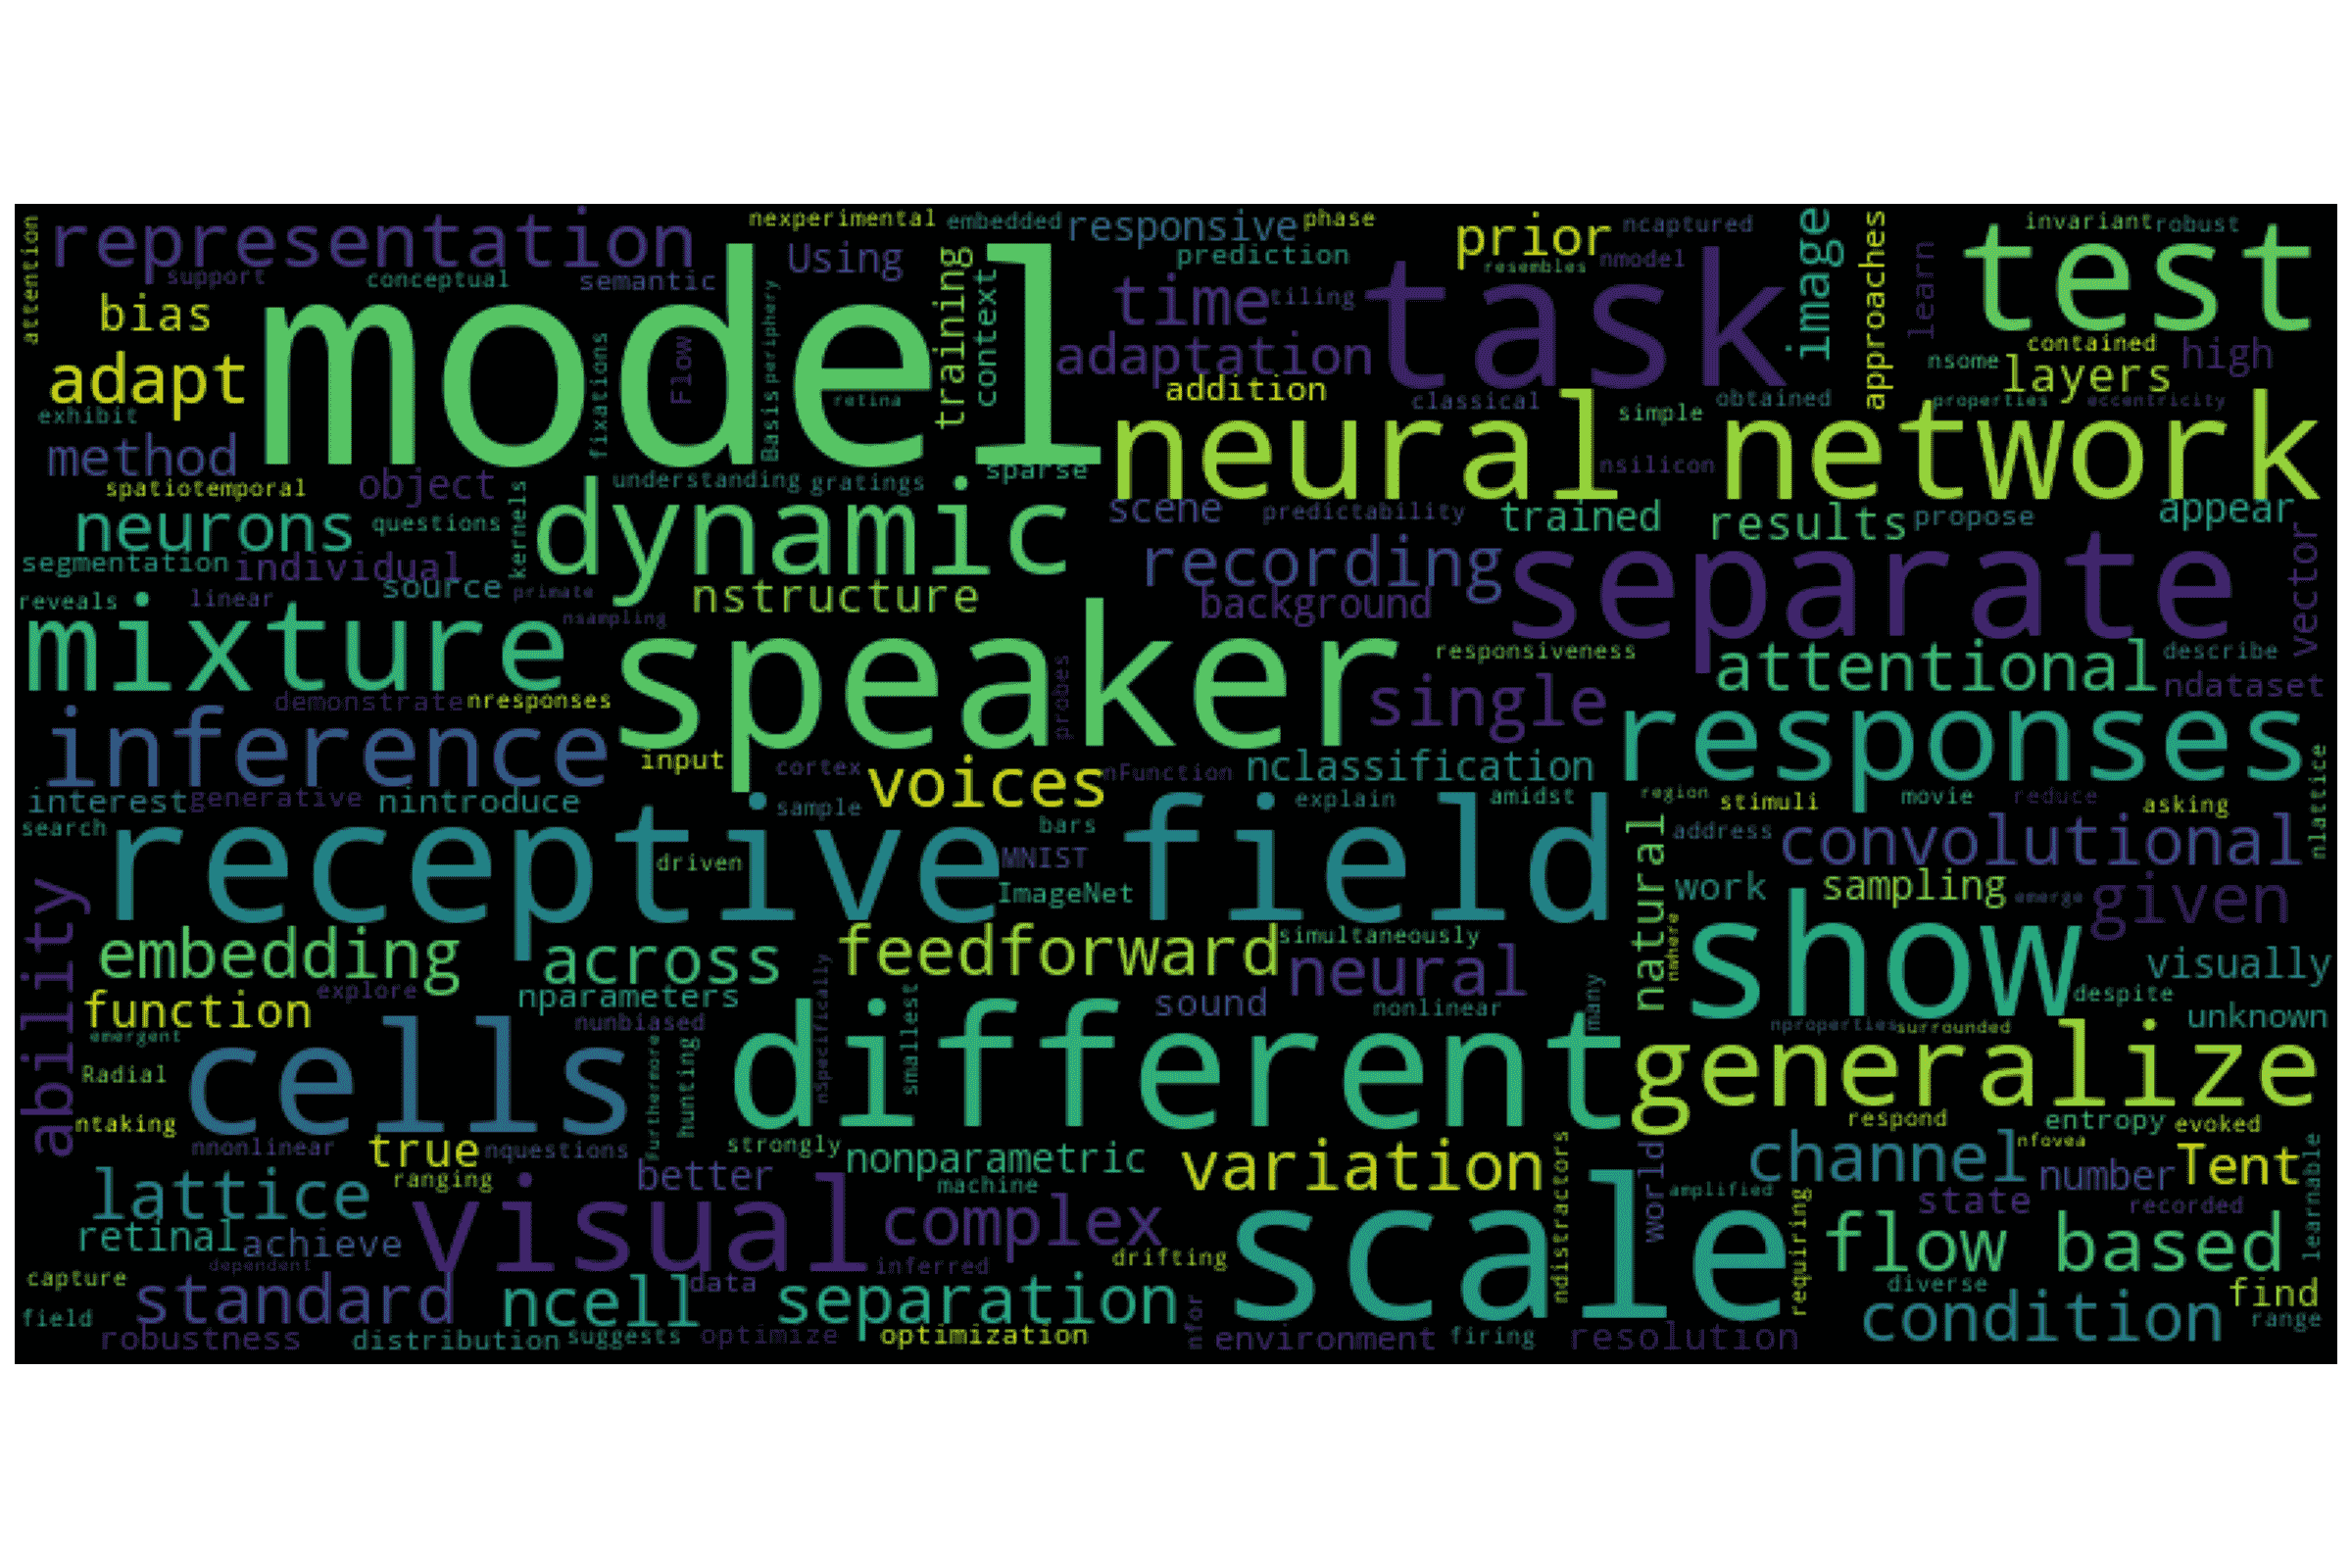 attention
representation
nexperimental
embedded
responsive
phase
prior
ncaptured
image
approaches
learn
invariant
robust
test
support
conceptual
semantic
Using
training
context
prediction
resembles
nmodel
task
bias
model
Flow
Basis
periphery
time
tiling
adapt
fixations
retina
adaptation
addition
classical
simple
obtained
contained
nsome
layers
high
properties
eccentricity
exhibit
method
neural
network
nsilicon
spatiotemporal
object
understanding
gratings
sparse
dynamic
scene
predictability
trained
results
propose
appear
neurons
questions
kernels
segmentation
individual
source
primate
nstructure
recording
background
separate
vector
reveals
linear
nsampling
mixture
speaker
probes
responsiveness
attentional
describe
demonstrate
nresponses
single
ndataset
inference
responses
input
cortex
voices
nFunction
nclassification
interest
generative
nintroduce
sample
explain
amidst
region
stimuli
movie
reduce
asking
nlattice
search
receptive field
bars
driven
MNIST
ImageNet
natural
address
convolutional
work
sampling
emerge
given
ability
embedding
across
feedforward
simultaneously
neural
nwhere
show
visually
function
explore
nparameters
sound
nonlinear
many
despite
unknown
emergent
nunbiased
nSpecifically
smallest
different
nproperties
surrounded
generalize
Radial
cells
furthermore
hunting
ntaking
respond
entropy
evoked
nnonlinear
true
nquestions
strongly
nonparametric
variation
ndistractors
world
channel
nfovea
number
Tent
learnable
ranging
better
machine
lattice
visual
complex
scale
amplified
requiring
state
recorded
retinal
achieve
dependent
inferred
drifting
flow based
capture
standard
ncell
data
separation
diverse
find
field
condition
range
robustness
distribution
suggests
optimize
optimization
nfor
environment
firing
resolution